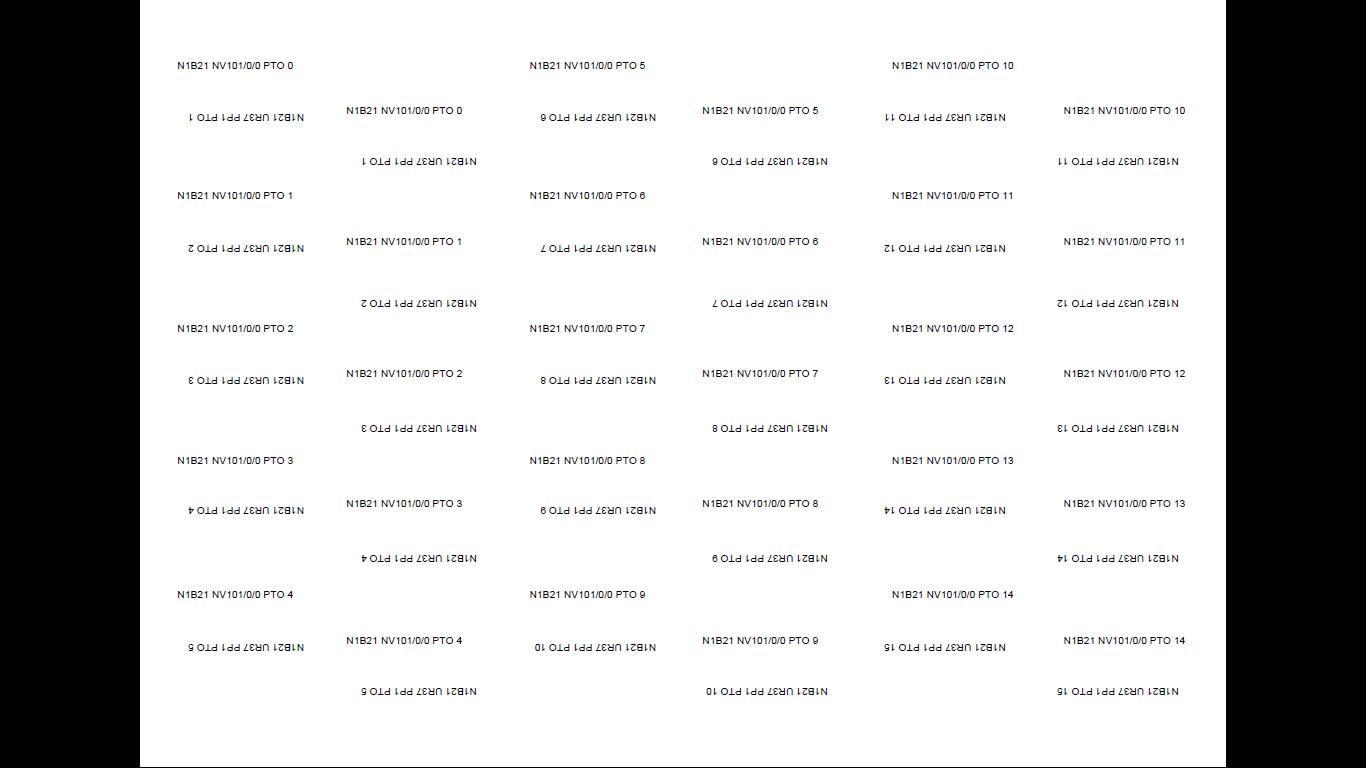 N1B21 NV101/0/0 PTO 0
N1B21 NV101/0/0 PTO 5
N1B21 NV101/0/0 PTO 10
N1B21 UR37 PP1 PTO 1
N1B21 NV101/0/0 PTO 0
N1B21 UR37 PP1 PTO 6
N1B21 NV101/0/0 PTO 5
N1B21 UR37 PP1 PTO 11
N1B21 NV101/0/0 PTO 10
N1B21 UR37 PP1 PTO 1
N1B21 UR37 PP1 PTO 6
N1B21 UR37 PP1 PTO 11
N1B21 NV101/0/0 PTO 1
N1B21 NV101/0/0 PTO 6
N1B21 NV101/0/0 PTO 11
N1B21 UR37 PP1 PTO 2
N1B21 NV101/0/0 PTO 1
N1B21 UR37 PP1 PTO 7
N1B21 NV101/0/0 PTO 6
N1B21 UR37 PP1 PTO 12
N1B21 NV101/0/0 PTO 11
N1B21 UR37 PP1 PTO 2
N1B21 UR37 PP1 PTO 7
N1B21 UR37 PP1 PTO 12
N1B21 NV101/0/0 PTO 2
N1B21 NV101/0/0 PTO 7
N1B21 NV101/0/0 PTO 12
N1B21 UR37 PP1 PTO 3
N1B21 NV101/0/0 PTO 2
N1B21 UR37 PP1 PTO 8
N1B21 NV101/0/0 PTO 7
N1B21 UR37 PP1 PTO 13
N1B21 NV101/0/0 PTO 12
N1B21 UR37 PP1 PTO 3
N1B21 UR37 PP1 PTO 8
N1B21 UR37 PP1 PTO 13
N1B21 NV101/0/0 PTO 3
N1B21 NV101/0/0 PTO 8
N1B21 NV101/0/0 PTO 13
N1B21 UR37 PP1 PTO 4
N1B21 NV101/0/0 PTO 3
N1B21 UR37 PP1 PTO 9
N1B21 NV101/0/0 PTO 8
N1B21 UR37 PP1 PTO 14
N1B21 NV101/0/0 PTO 13
N1B21 UR37 PP1 PTO 4
N1B21 UR37 PP1 PTO 9
N1B21 UR37 PP1 PTO 14
N1B21 NV101/0/0 PTO 4
N1B21 NV101/0/0 PTO 9
N1B21 NV101/0/0 PTO 14
N1B21 UR37 PP1 PTO 5
N1B21 NV101/0/0 PTO 4
N1B21 UR37 PP1 PTO 10
N1B21 NV101/0/0 PTO 9
N1B21 UR37 PP1 PTO 15
N1B21 NV101/0/0 PTO 14
N1B21 UR37 PP1 PTO 5
N1B21 UR37 PP1 PTO 10
N1B21 UR37 PP1 PTO 15